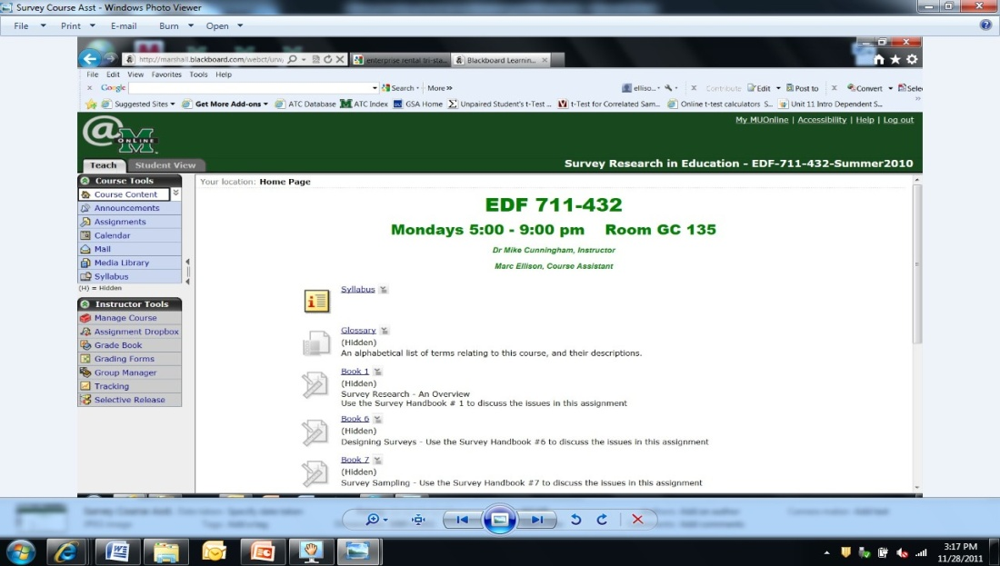 Survey Course Asst - Windows Photo Viewer
File Print E-mail Burn Open
http://marshall.blackboard.com/webct/urw enterprise rental tri-sta... Blackboard Learnin...
File Edit View Favorites Tools Help
Google Search More» elliso... Contribute Edit Post to Convert Selec
Suggested Sites Get More Add-ons ATC Database ATC Index GSA Home Unpaired Student's t-Test ... t-Test for Correlated Sam... Online t-test calculators S... Unit 11 Intro Dependent S...
My MUOnline | Accessibility | Help | Log out
@M ONLINE
Teach Student View
Survey Research in Education - EDF-711-432-Summer2010
Course Tools
Course Content
Announcements
Assignments
Calendar
Mail
Media Library
Syllabus
(H) = Hidden
Instructor Tools
Manage Course
Assignment Dropbox
Grade Book
Grading Forms
Group Manager
Tracking
Selective Release
Your location: Home Page
EDF 711-432
Mondays 5:00 - 9:00 pm Room GC 135
Dr Mike Cunningham, Instructor
Marc Ellison, Course Assistant
Syllabus
Glossary
(Hidden)
An alphabetical list of terms relating to this course, and their descriptions.
Book 1
(Hidden)
Survey Research - An Overview
Use the Survey Handbook # 1 to discuss the issues in this assignment
Book 6
(Hidden)
Designing Surveys - Use the Survey Handbook #6 to discuss the issues in this assignment
Book 7
(Hidden)
Survey Sampling - Use the Survey Handbook #7 to discuss the issues in this assignment
3:17 PM
11/28/2011